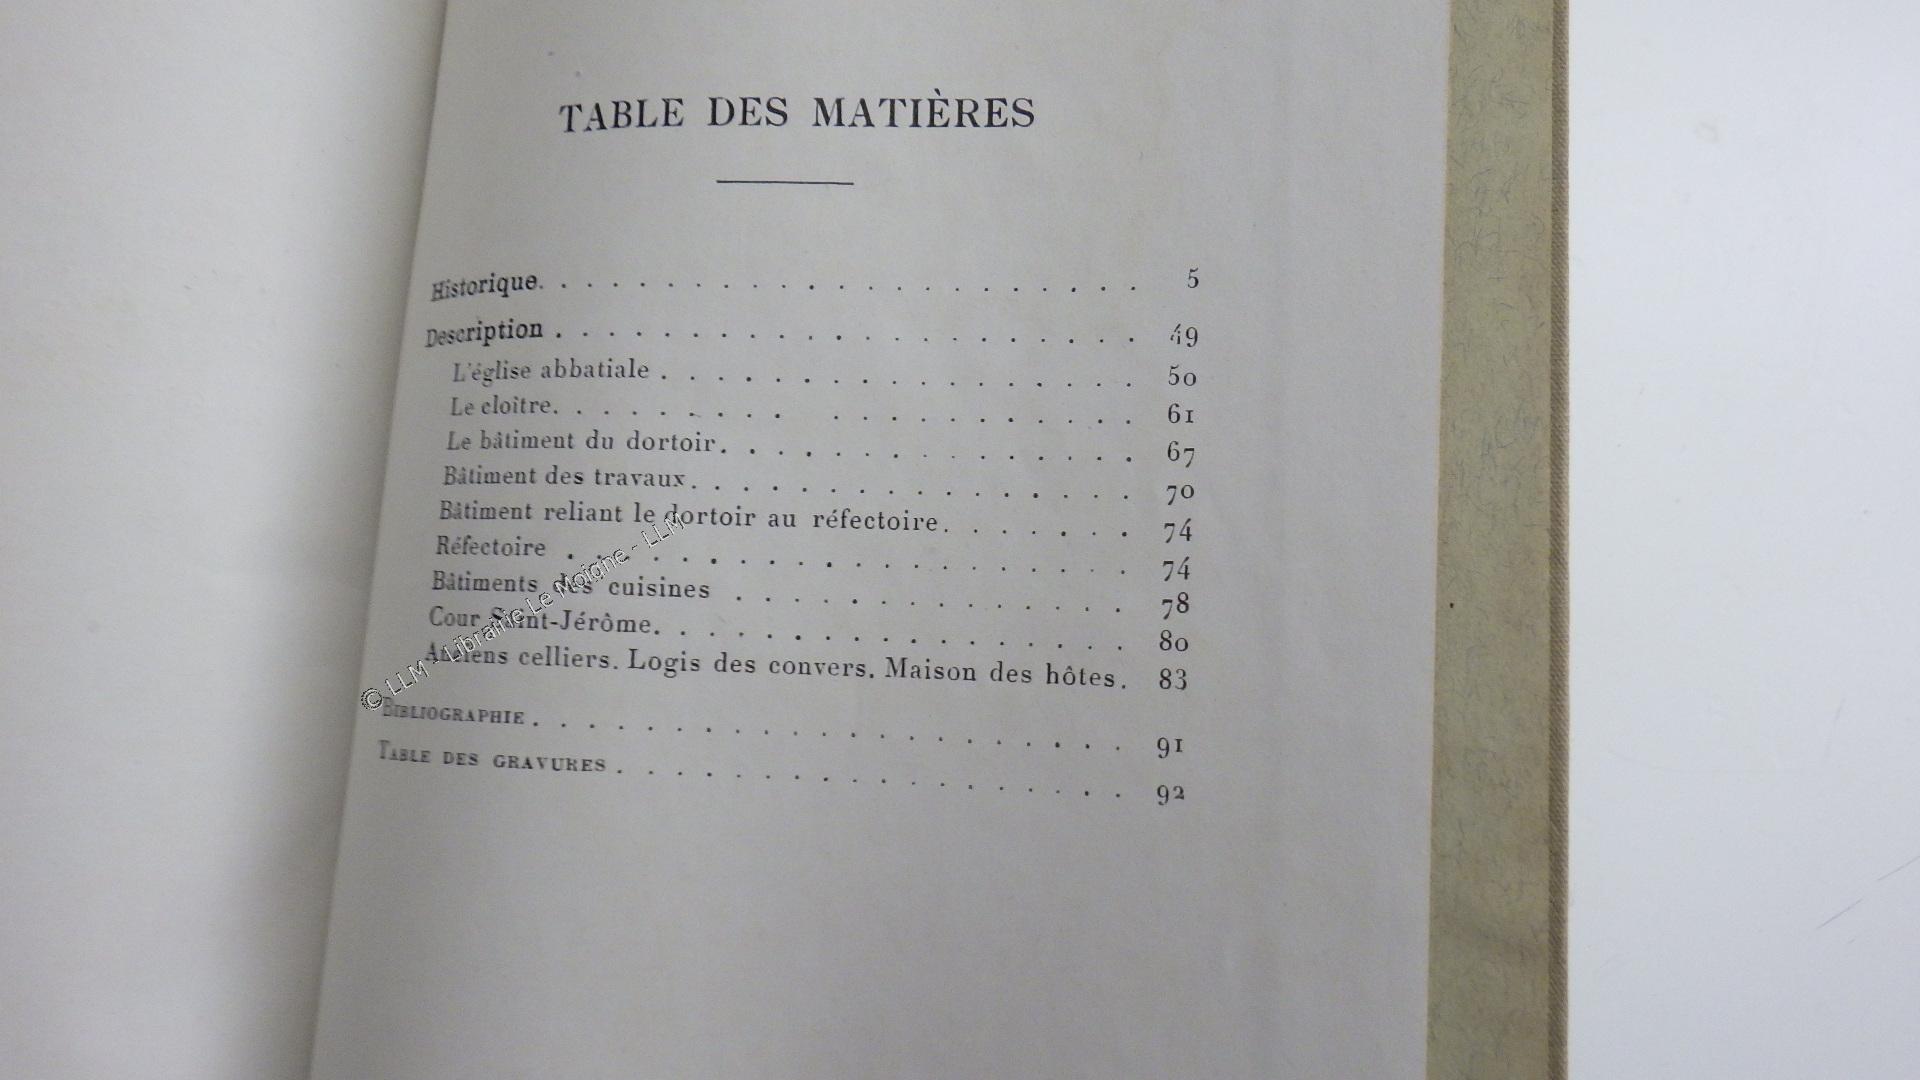 TABLE DES MATIÈRES
Historique. . . . . . . . . . . . . . . . . . . . . . 5
Description . . . . . . . . . . . . . . . . . . . . . 49
L'église abbatiale . . . . . . . . . . . . . . . . . 50
Le cloître. . . . . . . . . . . . . . . . . . . . 61
Le bâtiment du dortoir. . . . . . . . . . . . . . . 67
Bâtiment des travaux. . . . . . . . . . . . . . . . 70
Bâtiment reliant le dortoir au réfectoire. . . . . . . 74
Réfectoire . . . . . . . . . . . . . . . . . . . . 74
Bâtiments des cuisines . . . . . . . . . . . . . . 78
Cour Saint-Jérôme. . . . . . . . . . . . . . . . . 80
Anciens celliers. Logis des convers. Maison des hôtes. 83
BIBLIOGRAPHIE . . . . . . . . . . . . . . . . . . . . . 91
TABLE DES GRAVURES . . . . . . . . . . . . . . . . . . 92
© LLM - Librairie Le Moigne - LLM